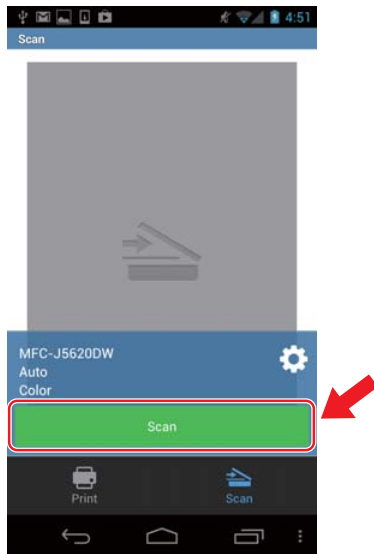 4:51
Scan
MFC-J5620DW
Auto
Color
Scan
Print Scan